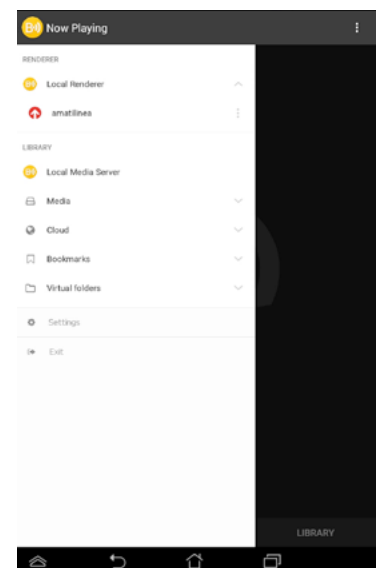 Now Playing
RENDERER
Local Renderer
amatilines
LIBRARY
Local Media Server
Media
Cloud
Bookmarks
Virtual folders
Settings
Exit
LIBRARY